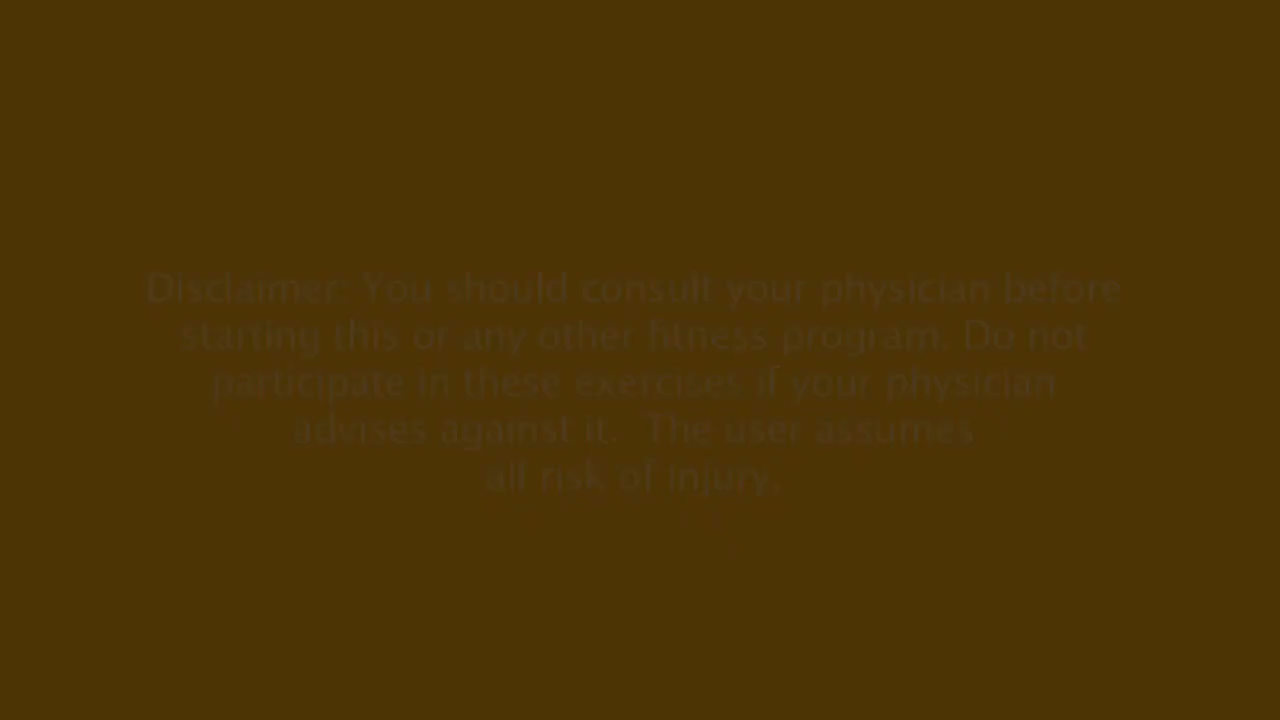 Disclaimer: You should consult your physician before
starting this or any other fitness program. Do not
participate in these exercises if your physician
advises against it.  The user assumes
all risk of injury.